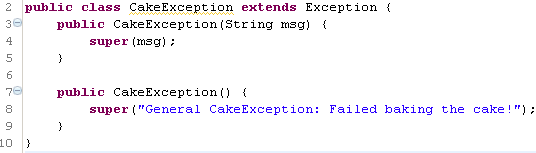 2 public class CakeException extends Exception {
3 public CakeException(String msg) {
4 super(msg);
5 }
6
7 public CakeException() {
8 super("General CakeException: Failed baking the cake!");
9 }
10 }